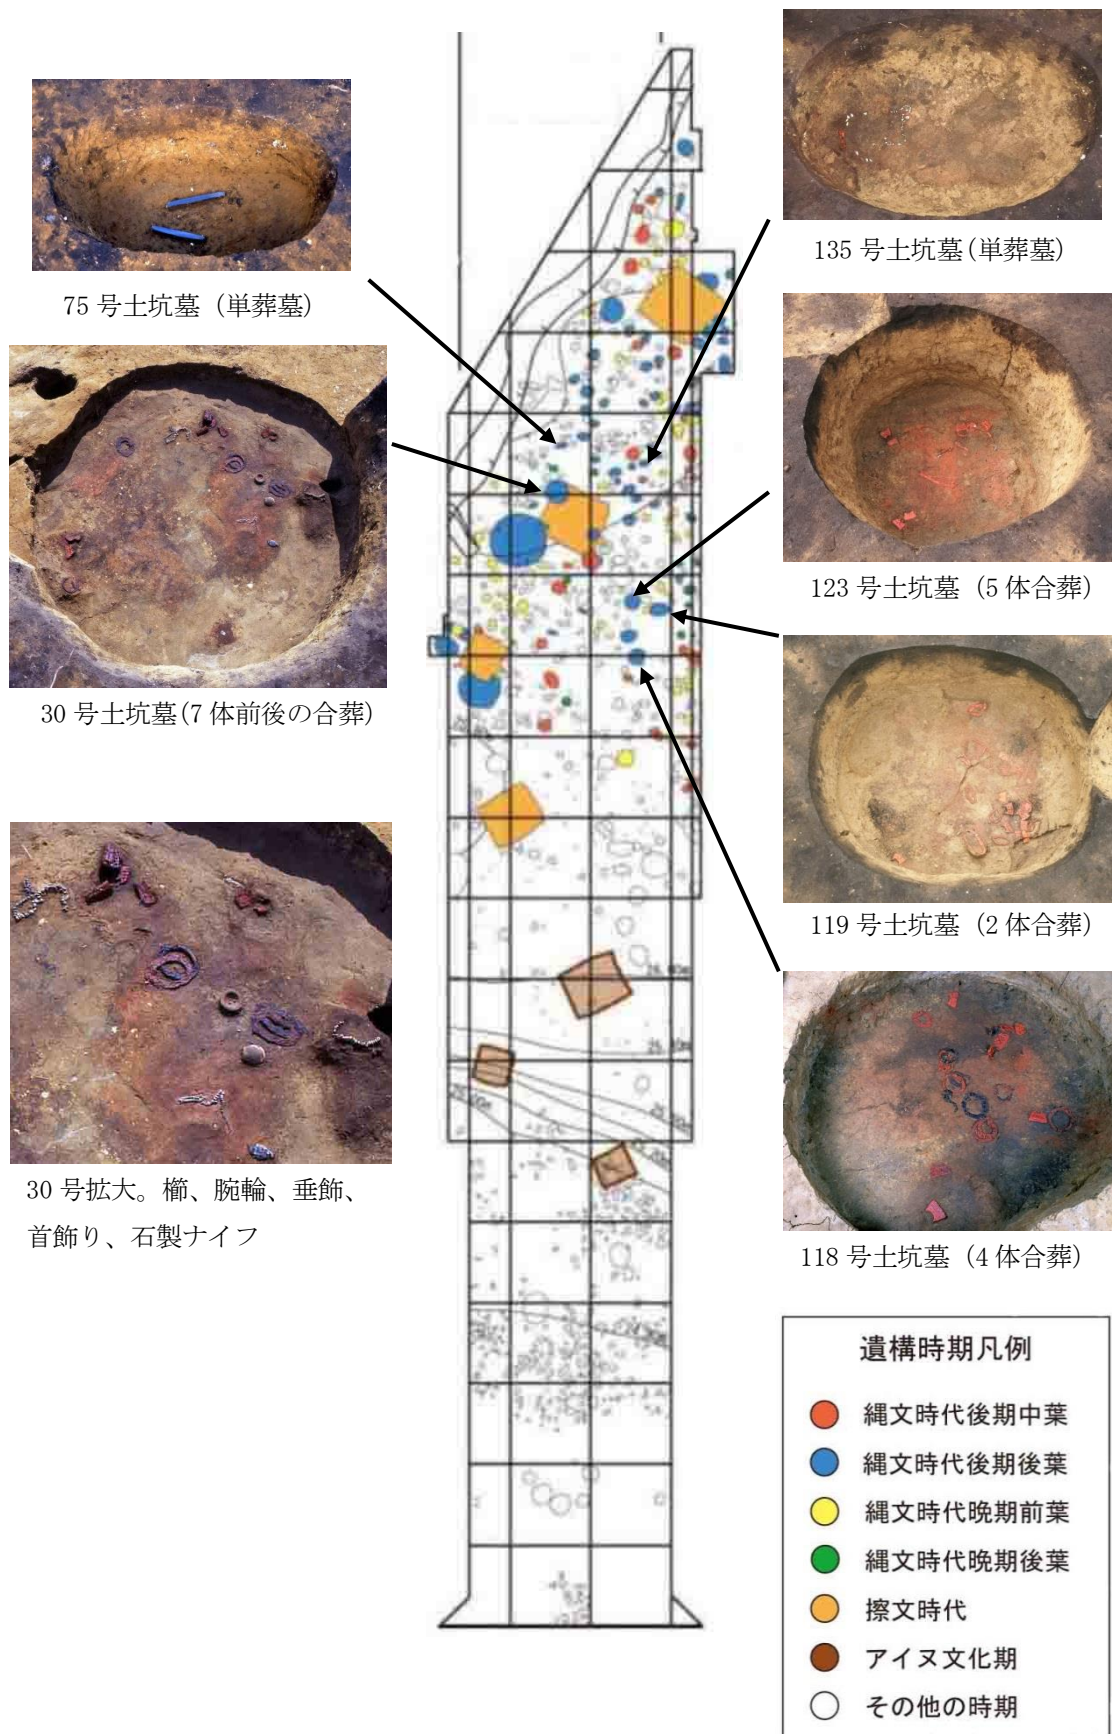 75 号土坑墓（単葬墓）
30 号土坑墓(7 体前後の合葬)
30 号拡大。櫛、腕輪、垂飾、
首飾り、石製ナイフ
135 号土坑墓(単葬墓)
123 号土坑墓（5 体合葬）
119 号土坑墓（2 体合葬）
118 号土坑墓（4 体合葬）
遺構時期凡例
縄文時代後期中葉
縄文時代後期後葉
縄文時代晩期前葉
縄文時代晩期後葉
擦文時代
アイヌ文化期
その他の時期